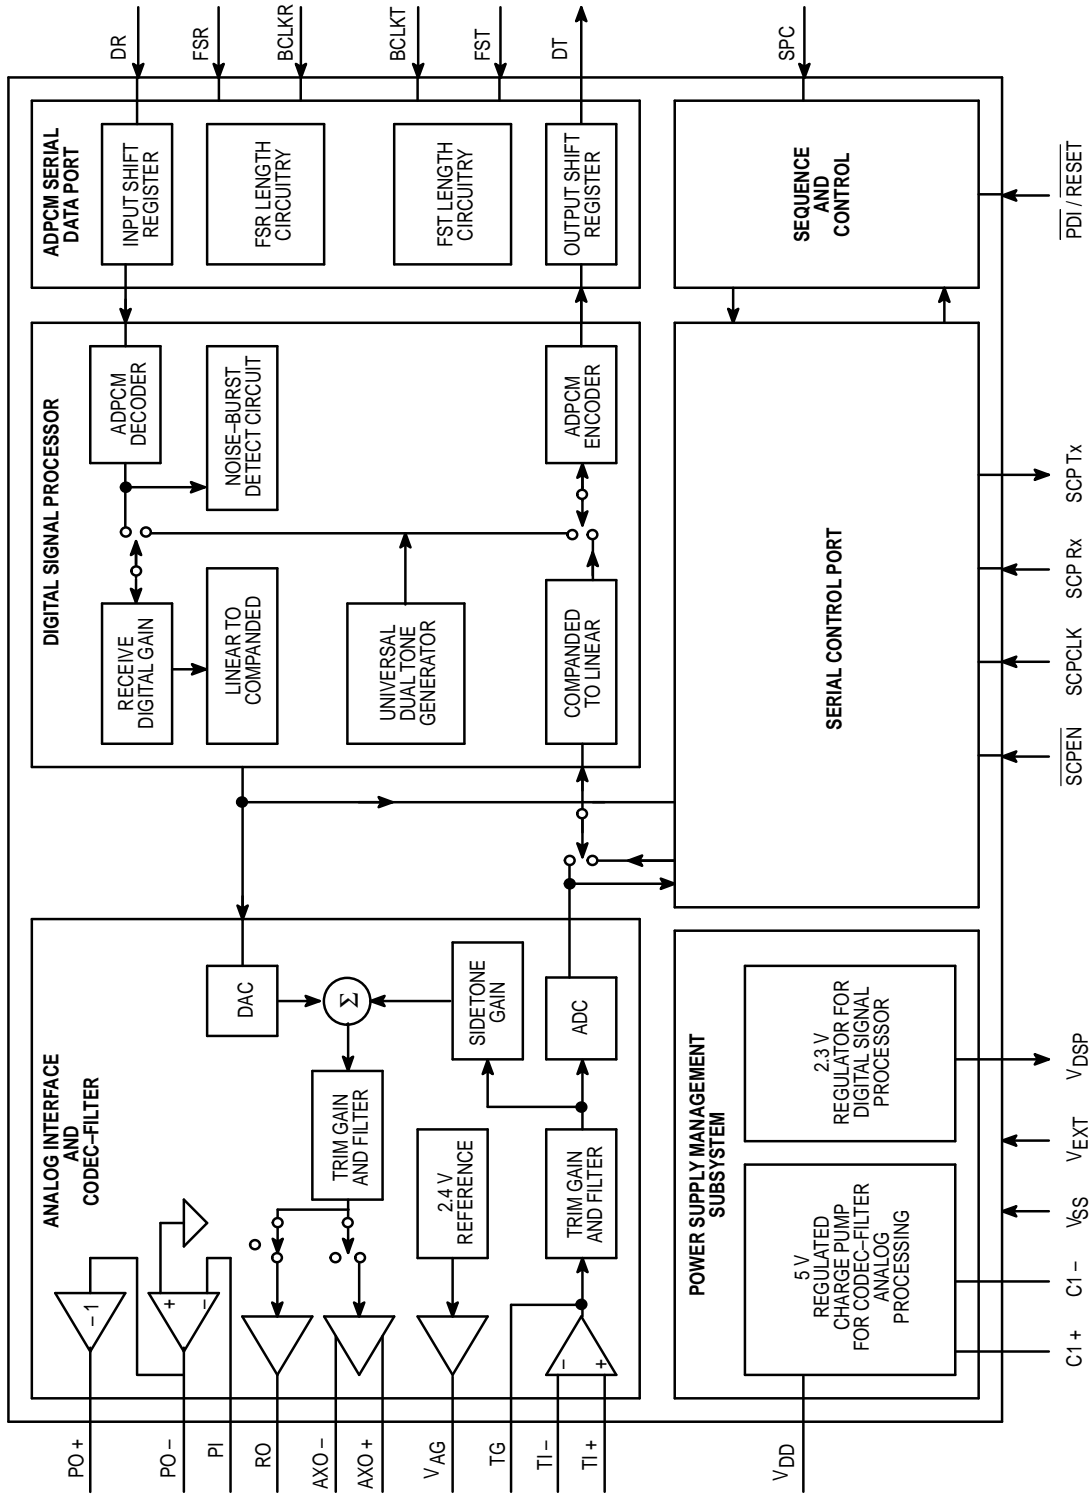 PO +
PO –
PI
RO
AXO –
AXO +
V AG
TG
TI –
TI +
VDD
ANALOG INTERFACE
AND
CODEC–FILTER
– 1
+
–
DAC
Σ
TRIM GAIN
AND FILTER
2.4 V
REFERENCE
SIDETONE
GAIN
ADC
TRIM GAIN
AND FILTER
–
+
DIGITAL SIGNAL PROCESSOR
RECEIVE
DIGITAL GAIN
ADPCM
DECODER
LINEAR TO
COMPANDED
NOISE–BURST
DETECT CIRCUIT
UNIVERSAL
DUAL TONE
GENERATOR
COMPANDED
TO LINEAR
ADPCM
ENCODER
ADPCM SERIAL
DATA PORT
INPUT SHIFT
REGISTER
FSR LENGTH
CIRCUITRY
FST LENGTH
CIRCUITRY
OUTPUT SHIFT
REGISTER
DR
FSR
BCLKR
BCLKT
FST
DT
SPC
POWER SUPPLY MANAGEMENT
SUBSYSTEM
5 V
REGULATED
CHARGE PUMP
FOR CODEC–FILTER
ANALOG
PROCESSING
2.3 V
REGULATOR FOR
DIGITAL SIGNAL
PROCESSOR
SERIAL CONTROL PORT
SEQUENCE
AND
CONTROL
C1 +
C1 –
VSS
VEXT
VDSP
SCPEN
SCPCLK
SCP Rx
SCP Tx
PDI / RESET